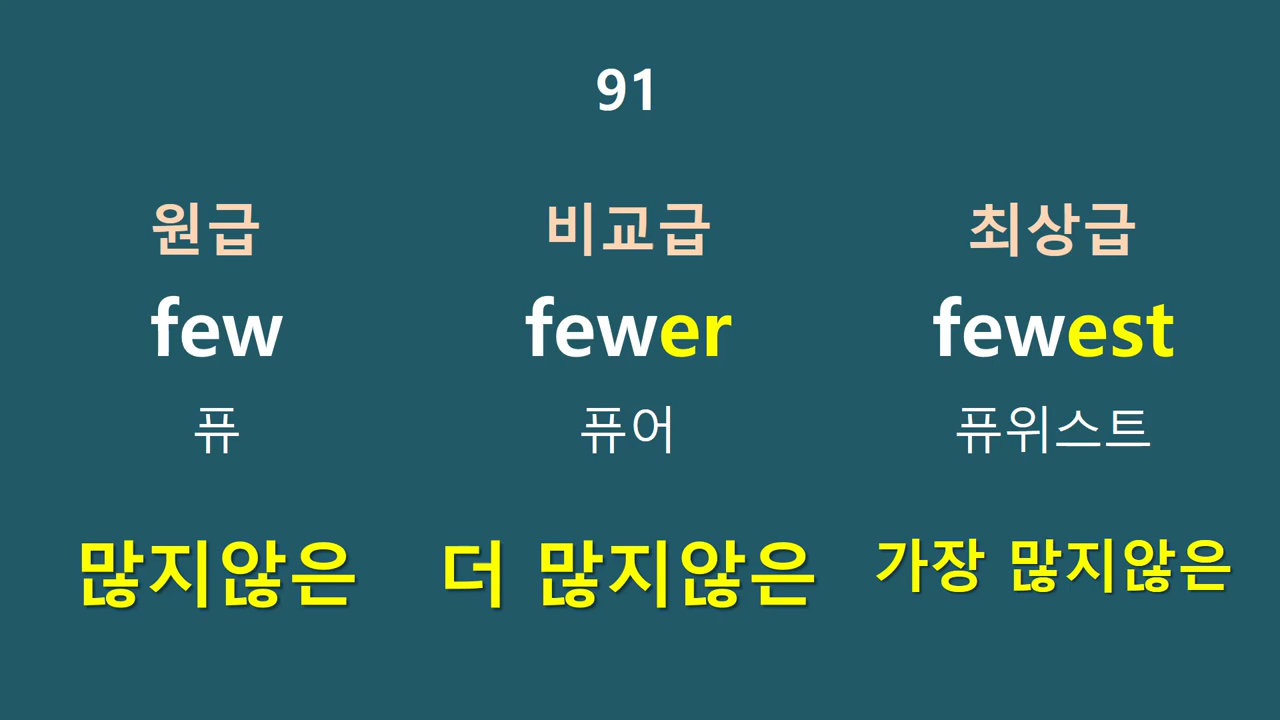 91
원급 비교급 최상급
few fewer fewest
퓨 퓨어 퓨위스트
많지않은 더 많지않은 가장 많지않은